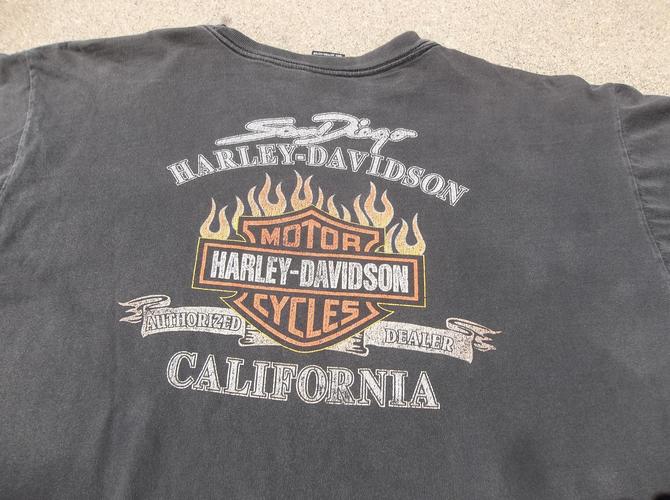 San Diego
HARLEY-DAVIDSON
MOTOR
HARLEY-DAVIDSON
CYCLES
AUTHORIZED DEALER
CALIFORNIA